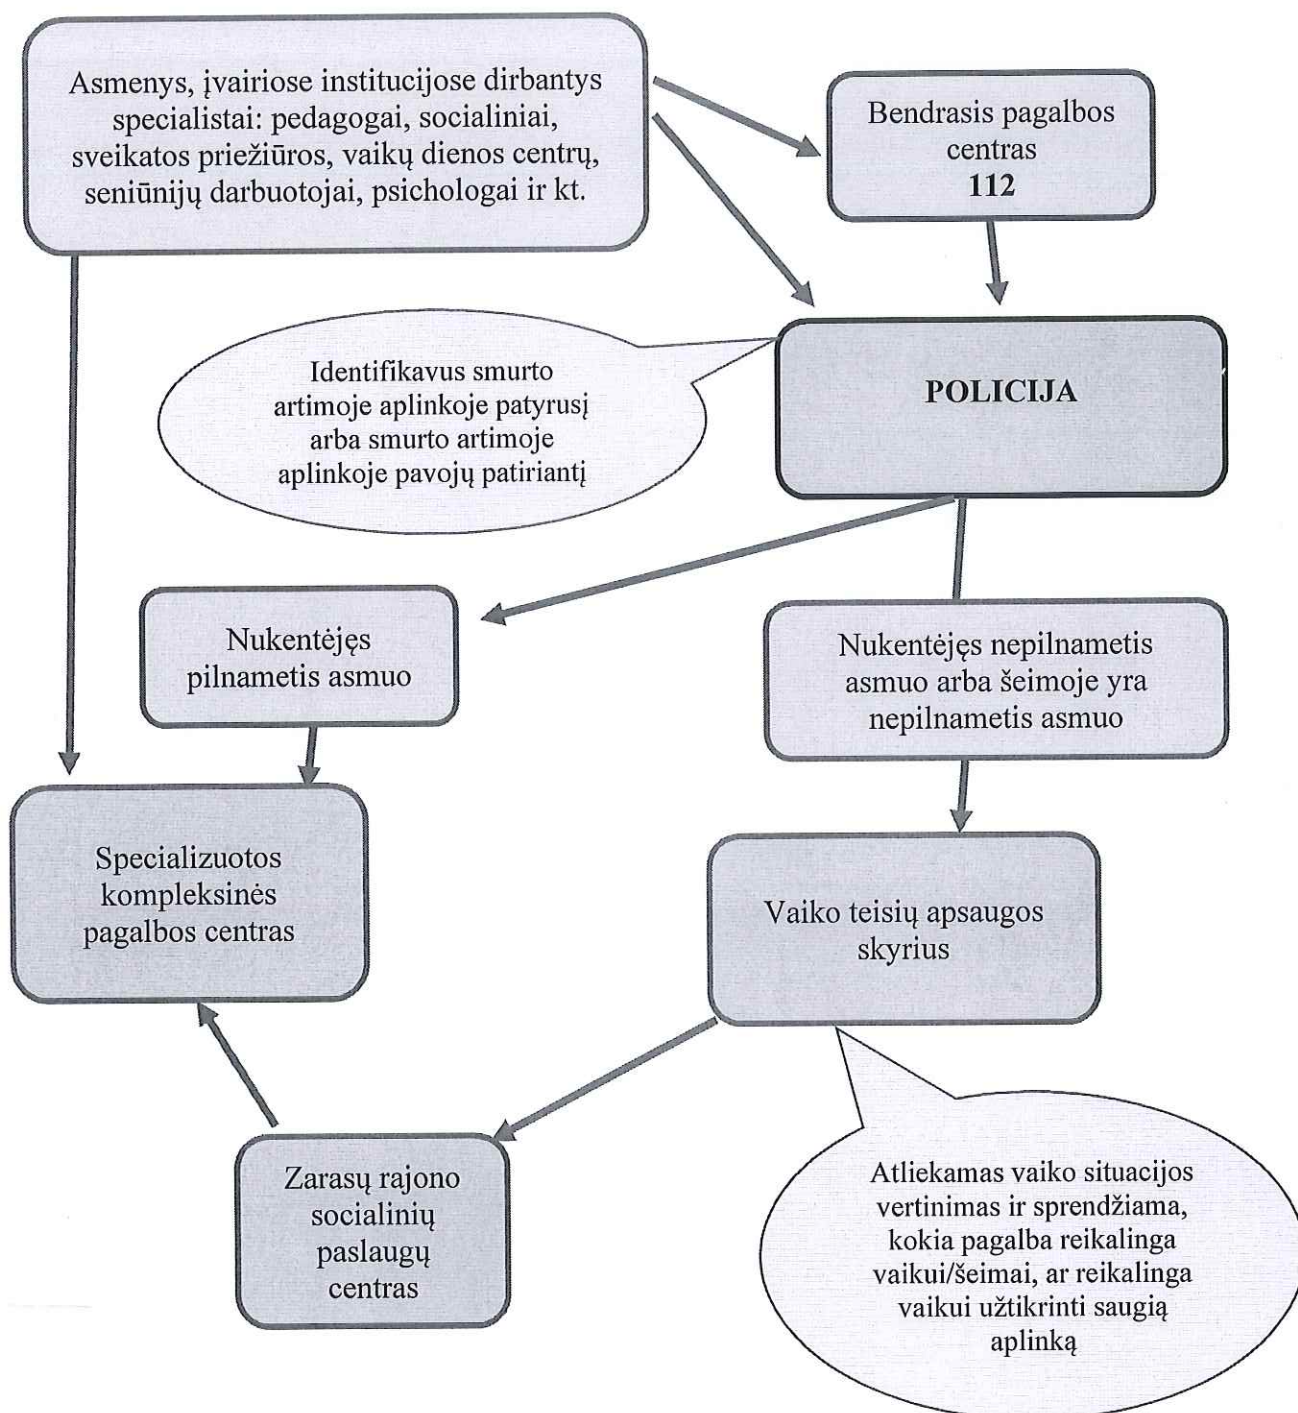 Asmenys, įvairiose institucijose dirbantys
specialistai: pedagogai, socialiniai,
sveikatos priežiūros, vaikų dienos centrų,
seniūnijų darbuotojai, psichologai ir kt.
Bendrasis pagalbos
centras
112
Identifikavus smurto
artimoje aplinkoje patyrusį
arba smurto artimoje
aplinkoje pavojų patiriantį
POLICIJA
Nukentėjęs
pilnametis asmuo
Nukentėjęs nepilnametis
asmuo arba šeimoje yra
nepilnametis asmuo
Specializuotos
kompleksinės
pagalbos centras
Vaiko teisių apsaugos
skyrius
Zarasų rajono
socialinių
paslaugų
centras
Atliekamas vaiko situacijos
vertinimas ir sprendžiama,
kokia pagalba reikalinga
vaikui/šeimai, ar reikalinga
vaikui užtikrinti saugią
aplinką